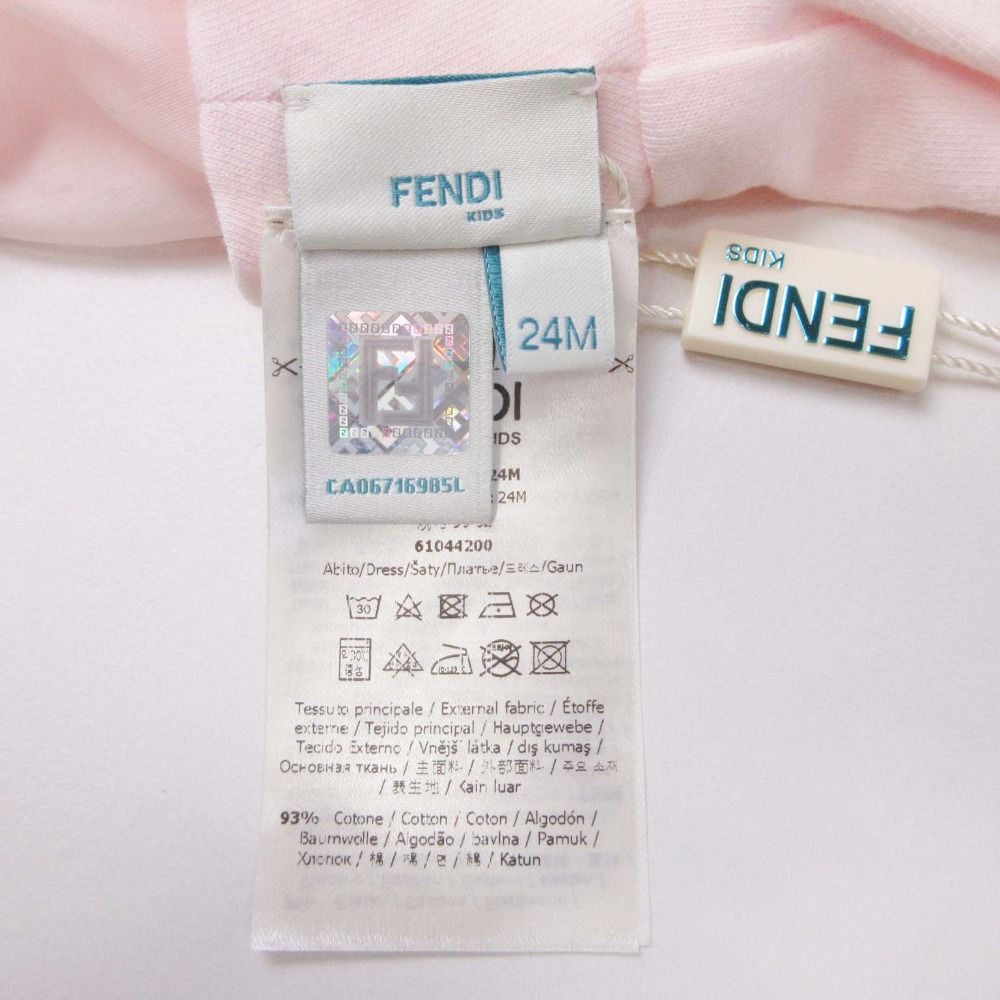 FENDI
KIDS
FENDI
KIDS
24M
CA06716985L
DI
IDS
24M
24M
61044200
Abito/Dress/Šaty/Платье/드레스/Gaun
30
Tessuto principale / External fabric / Étoffe
externe / Tejido principal / Hauptgewebe /
Tecido Externo / Vnější látka / dış kumaş /
Основная ткань / 主面料 / 外部面料 / 주요 소재
/ 表生地 / Kain luar
93% Cotone / Cotton / Coton / Algodón /
Baumwolle / Algodão / bavlna / Pamuk /
Хлопок / 棉 / 棉 / 면 / 綿 / Katun